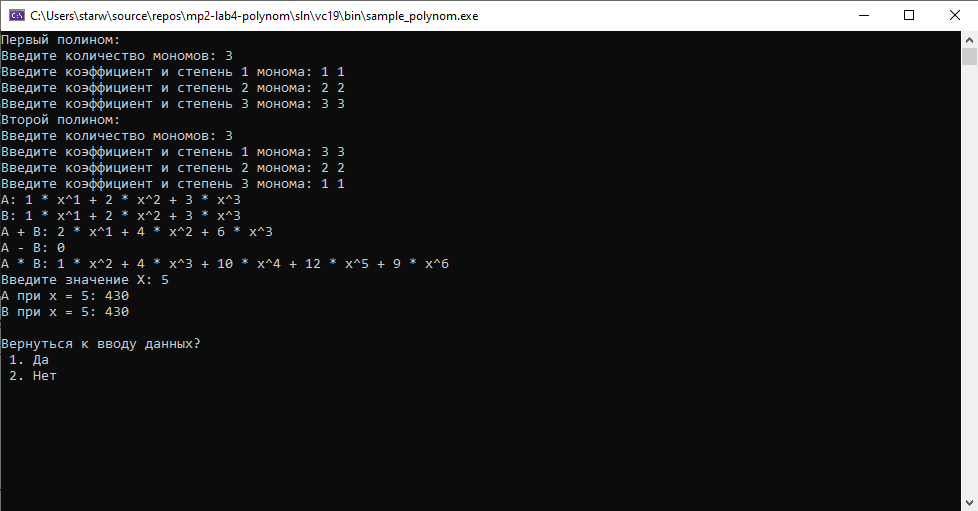 C:\Users\starw\source\repos\mp2-lab4-polynom\sln\vc19\bin\sample_polynom.exe
Первый полином:
Введите количество мономов: 3
Введите коэффициент и степень 1 монома: 1 1
Введите коэффициент и степень 2 монома: 2 2
Введите коэффициент и степень 3 монома: 3 3
Второй полином:
Введите количество мономов: 3
Введите коэффициент и степень 1 монома: 3 3
Введите коэффициент и степень 2 монома: 2 2
Введите коэффициент и степень 3 монома: 1 1
A: 1 * x^1 + 2 * x^2 + 3 * x^3
B: 1 * x^1 + 2 * x^2 + 3 * x^3
A + B: 2 * x^1 + 4 * x^2 + 6 * x^3
A - B: 0
A * B: 1 * x^2 + 4 * x^3 + 10 * x^4 + 12 * x^5 + 9 * x^6
Введите значение X: 5
A при x = 5: 430
B при x = 5: 430
Вернуться к вводу данных?
1. Да
2. Нет